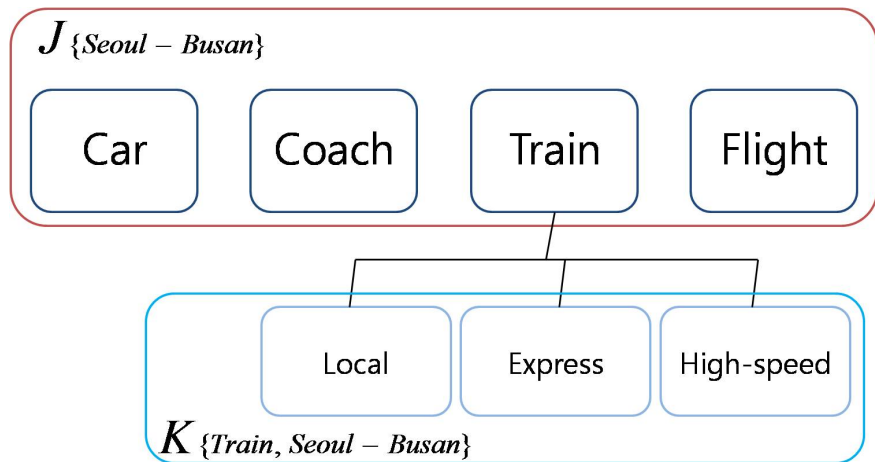 J {Seoul – Busan}
Car Coach Train Flight
Local Express High-speed
K {Train, Seoul – Busan}